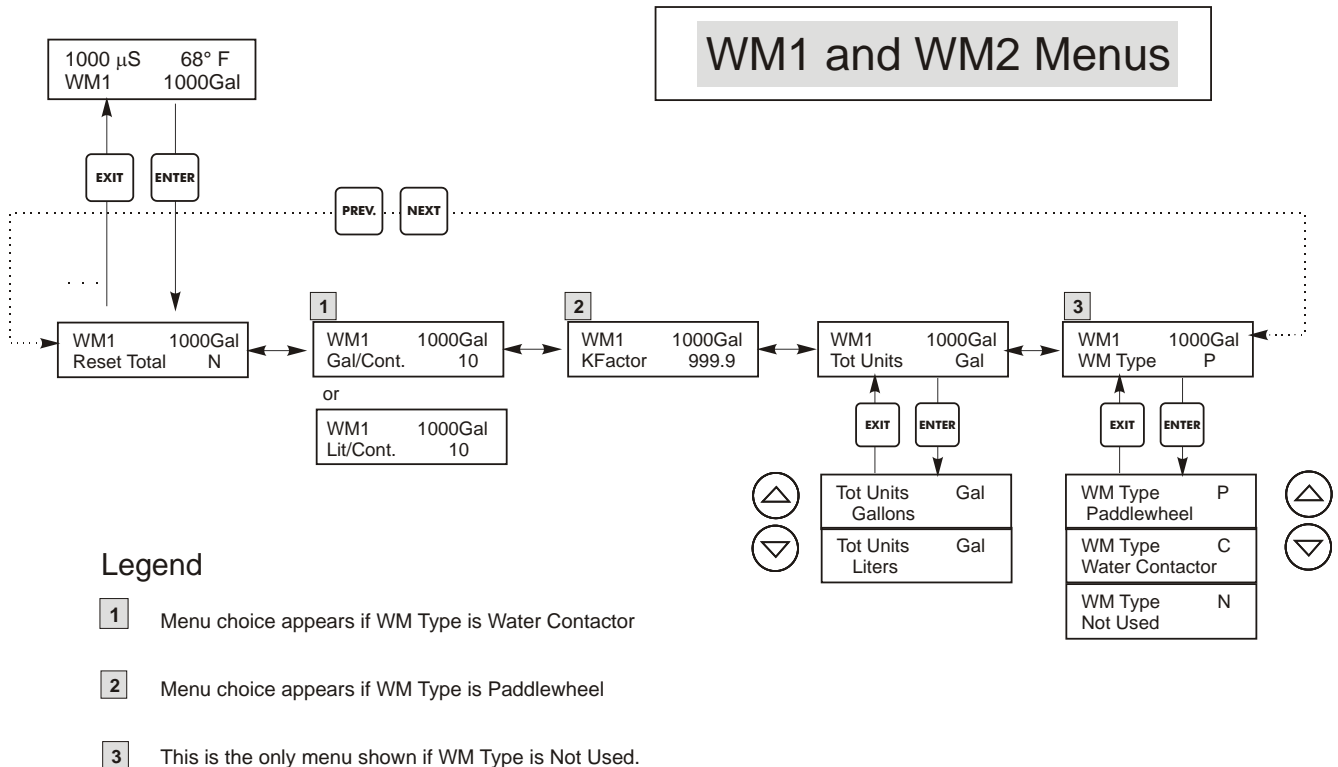 WM1 and WM2 Menus
1000 μS 68° F
WM1 1000Gal
EXIT ENTER
PREV. NEXT
1
2
3
WM1 1000Gal
Reset Total N
WM1 1000Gal
Gal/Cont. 10
or
WM1 1000Gal
Lit/Cont. 10
WM1 1000Gal
KFactor 999.9
WM1 1000Gal
Tot Units Gal
WM1 1000Gal
WM Type P
EXIT ENTER
EXIT ENTER
Tot Units Gal
Gallons
Tot Units Gal
Liters
WM Type P
Paddlewheel
WM Type C
Water Contactor
WM Type N
Not Used
Legend
1 Menu choice appears if WM Type is Water Contactor
2 Menu choice appears if WM Type is Paddlewheel
3 This is the only menu shown if WM Type is Not Used.